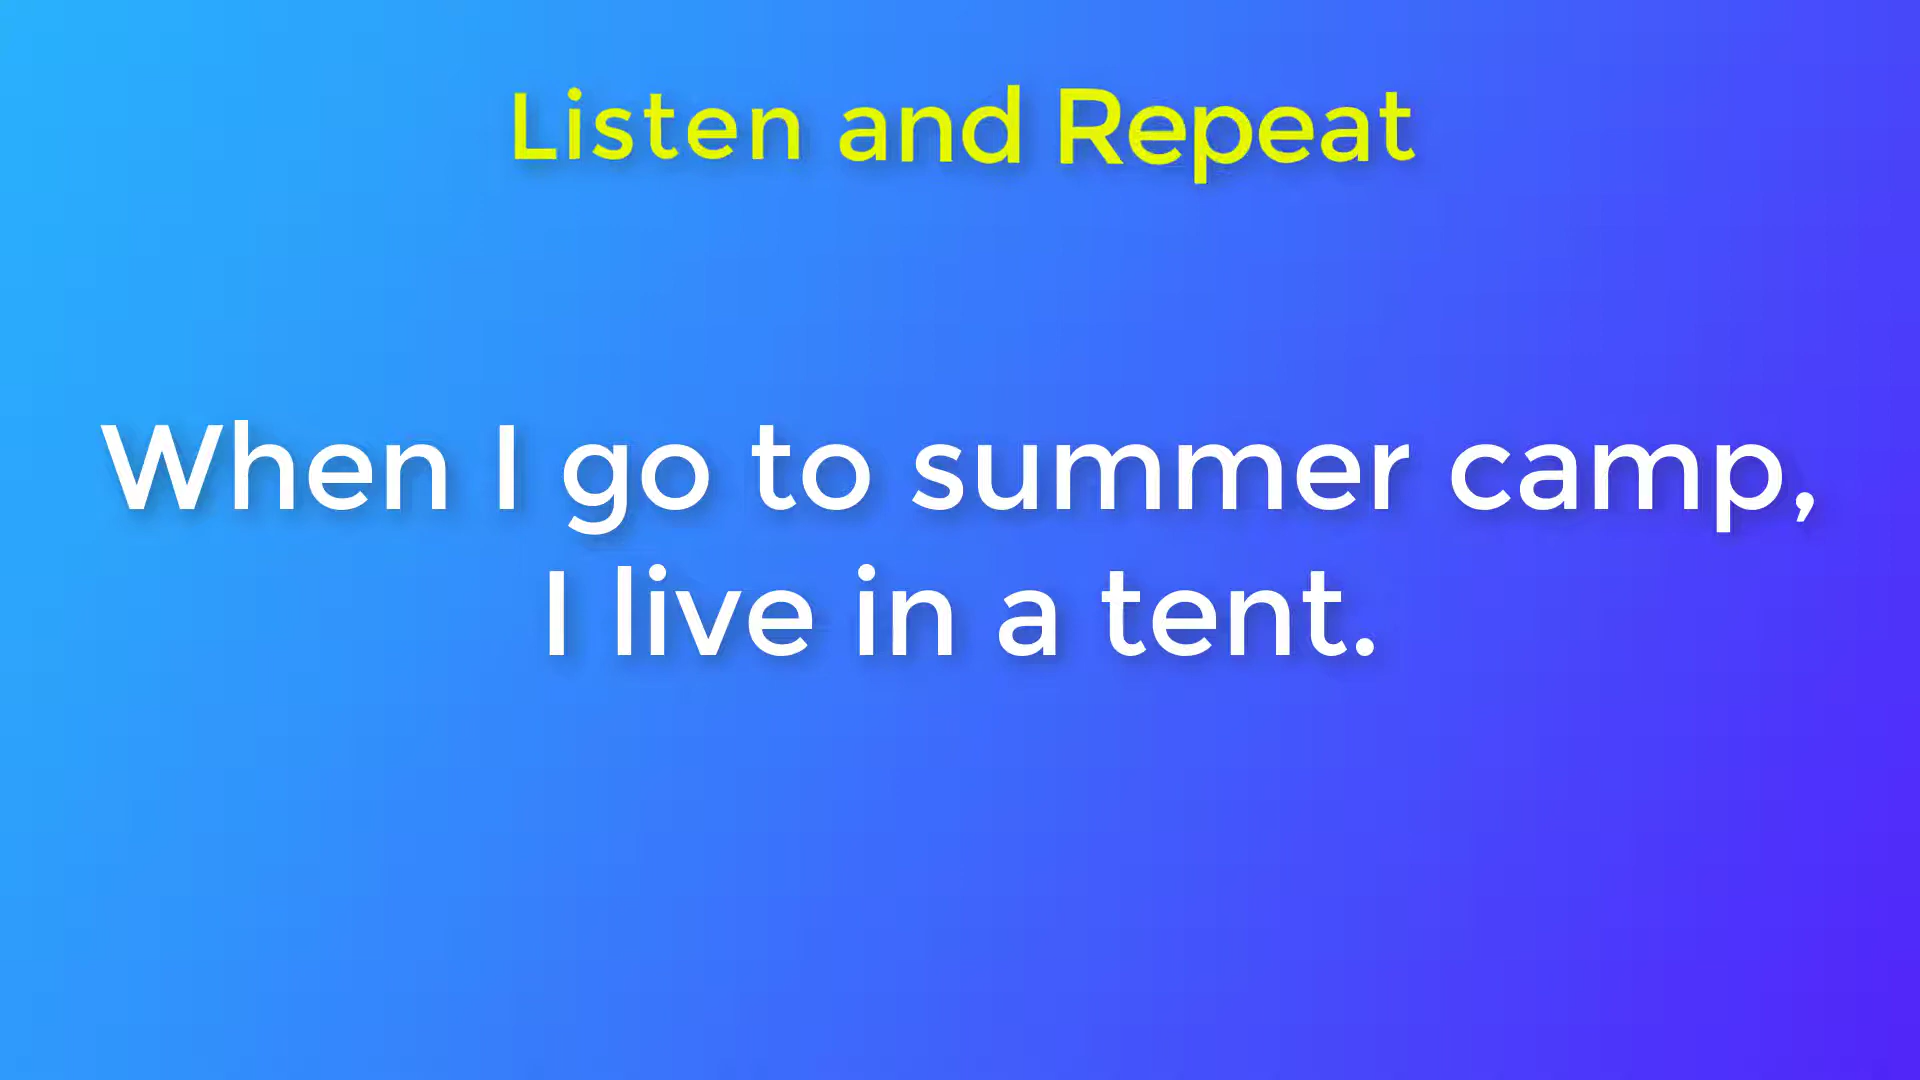 Listen and Repeat
When I go to summer camp,
I live in a tent.